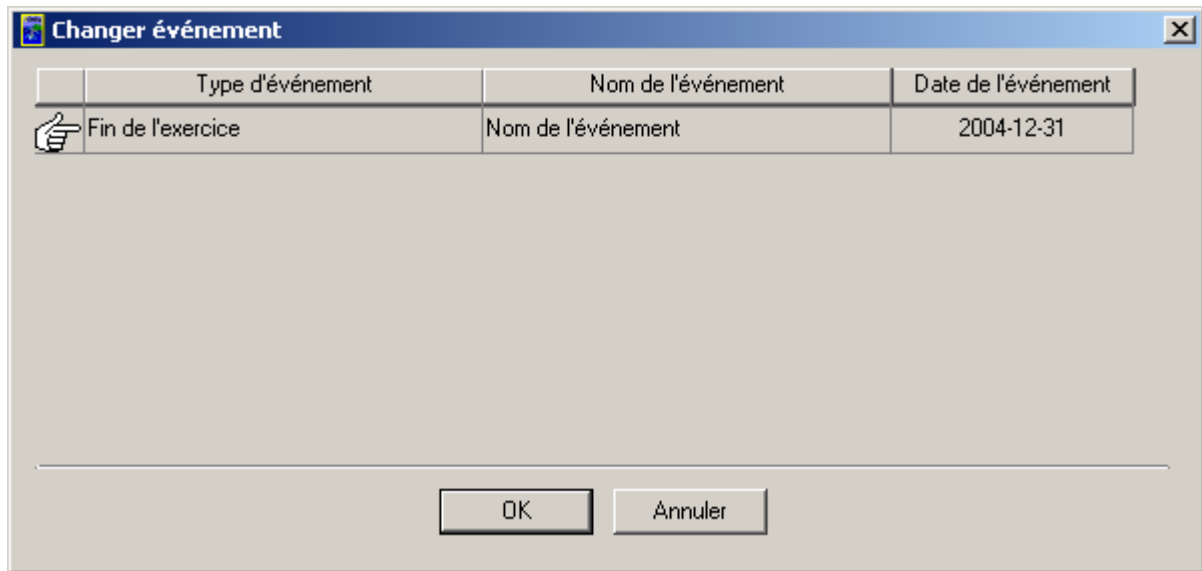 Changer événement
Type d'événement Nom de l'événement Date de l'événement
Fin de l'exercice Nom de l'événement 2004-12-31
OK Annuler